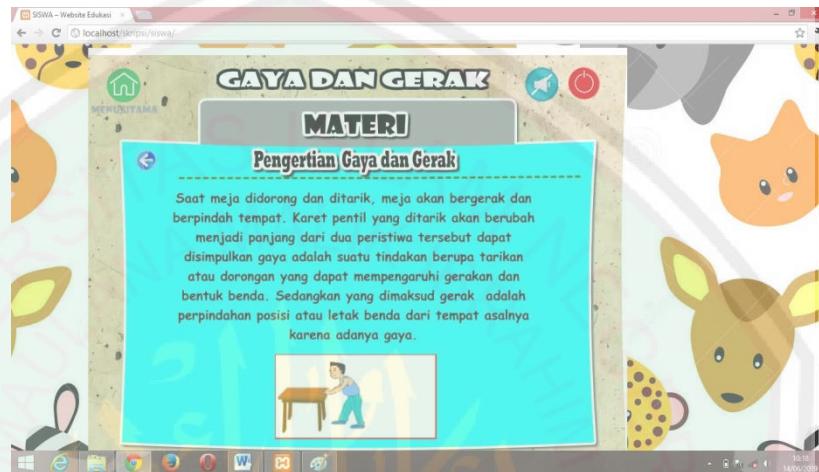 SISWA – Website Edukasi
localhost/skripsi/siswa/
GAYA DAN GERAK
MENU UTAMA
MATERI
Pengertian Gaya dan Gerak
Saat meja didorong dan ditarik, meja akan bergerak dan
berpindah tempat. Karet pentil yang ditarik akan berubah
menjadi panjang dari dua peristiwa tersebut dapat
disimpulkan gaya adalah suatu tindakan berupa tarikan
atau dorongan yang dapat mempengaruhi gerakan dan
bentuk benda. Sedangkan yang dimaksud gerak adalah
perpindahan posisi atau letak benda dari tempat asalnya
karena adanya gaya.
10:18